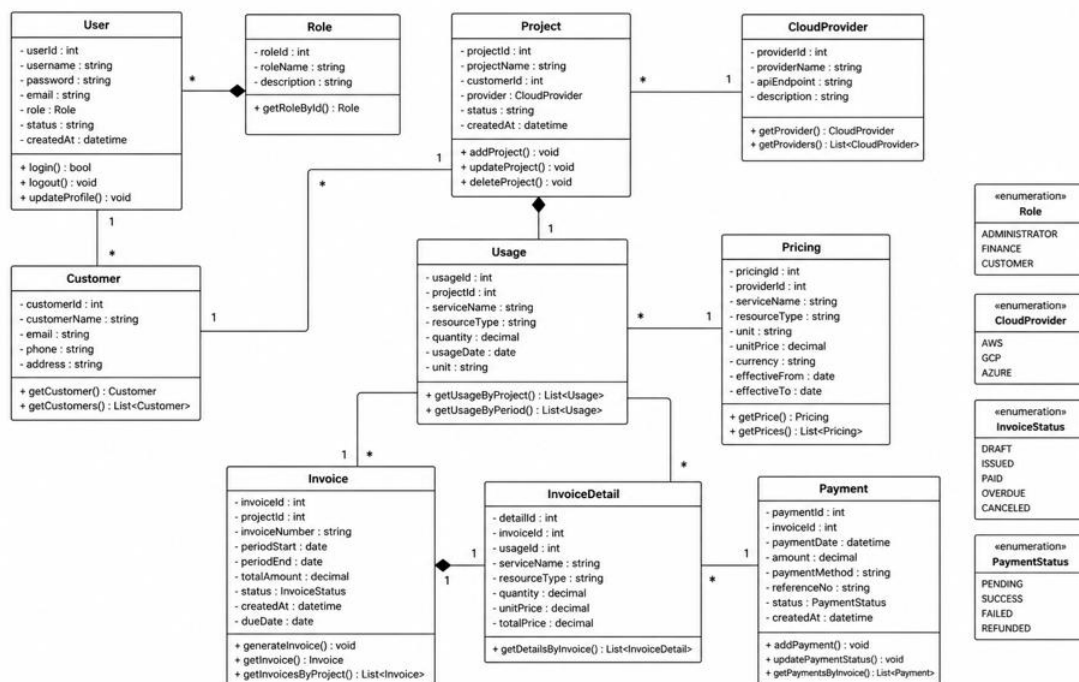 User
- userId : int
- username : string
- password : string
- email : string
- role : Role
- status : string
- createdAt : datetime
+ login() : bool
+ logout() : void
+ updateProfile() : void
Role
- roleId : int
- roleName : string
- description : string
+ getRoleById() : Role
Project
- projectId : int
- projectName : string
- customerId : int
- provider : CloudProvider
- status : string
- createdAt : datetime
+ addProject() : void
+ updateProject() : void
+ deleteProject() : void
CloudProvider
- providerId : int
- providerName : string
- apiEndpoint : string
- description : string
+ getProvider() : CloudProvider
+ getProviders() : List<CloudProvider>
*
*
1
1
*
1
*
1
Customer
- customerId : int
- customerName : string
- email : string
- phone : string
- address : string
+ getCustomer() : Customer
+ getCustomers() : List<Customer>
1
Usage
- usageId : int
- projectId : int
- serviceName : string
- resourceType : string
- quantity : decimal
- usageDate : date
- unit : string
+ getUsageByProject() : List<Usage>
+ getUsageByPeriod() : List<Usage>
*
1
Pricing
- pricingId : int
- providerId : int
- serviceName : string
- resourceType : string
- unit : string
- unitPrice : decimal
- currency : string
- effectiveFrom : date
- effectiveTo : date
+ getPrice() : Pricing
+ getPrices() : List<Pricing>
1
*
*
Invoice
- invoiceId : int
- projectId : int
- invoiceNumber : string
- periodStart : date
- periodEnd : date
- totalAmount : decimal
- status : InvoiceStatus
- createdAt : datetime
- dueDate : date
+ generateInvoice() : void
+ getInvoice() : Invoice
+ getInvoicesByProject() : List<Invoice>
1
1
InvoiceDetail
- detailId : int
- invoiceId : int
- usageId : int
- serviceName : string
- resourceType : string
- quantity : decimal
- unitPrice : decimal
- totalPrice : decimal
+ getDetailsByInvoice() : List<InvoiceDetail>
*
1
Payment
- paymentId : int
- invoiceId : int
- paymentDate : datetime
- amount : decimal
- paymentMethod : string
- referenceNo : string
- status : PaymentStatus
- createdAt : datetime
+ addPayment() : void
+ updatePaymentStatus() : void
+ getPaymentsByInvoice() : List<Payment>
«enumeration»
Role
ADMINISTRATOR
FINANCE
CUSTOMER
«enumeration»
CloudProvider
AWS
GCP
AZURE
«enumeration»
InvoiceStatus
DRAFT
ISSUED
PAID
OVERDUE
CANCELED
«enumeration»
PaymentStatus
PENDING
SUCCESS
FAILED
REFUNDED